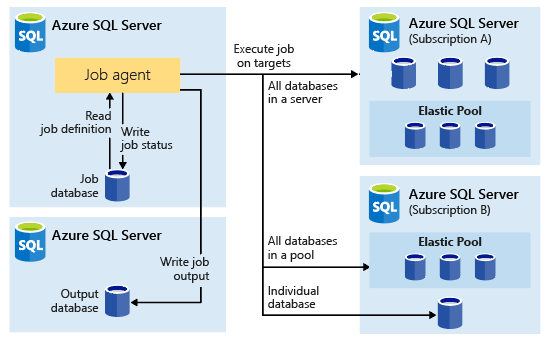 SQL
Azure SQL Server
Job agent
Read
job definition
Write
job status
Job
database
SQL
Azure SQL Server
Write job
output
Output
database
Execute job
on targets
All databases
in a server
All databases
in a pool
Individual
database
SQL
Azure SQL Server
(Subscription A)
Elastic Pool
SQL
Azure SQL Server
(Subscription B)
Elastic Pool